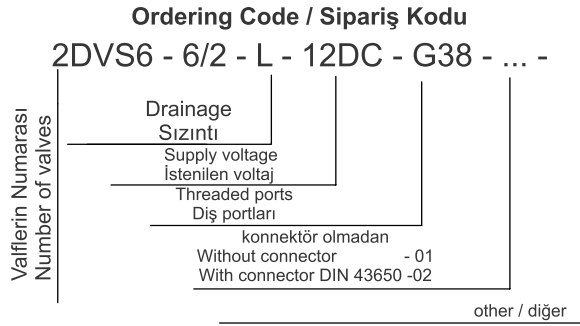 Ordering Code / Sipariş Kodu
2DVS6 - 6/2 - L - 12DC - G38 - ... -
Valflerin Numarası
Number of valves
Drainage
Sızıntı
Supply voltage
İstenilen voltaj
Threaded ports
Diş portları
konnektör olmadan
Without connector - 01
With connector DIN 43650 -02
other / diğer